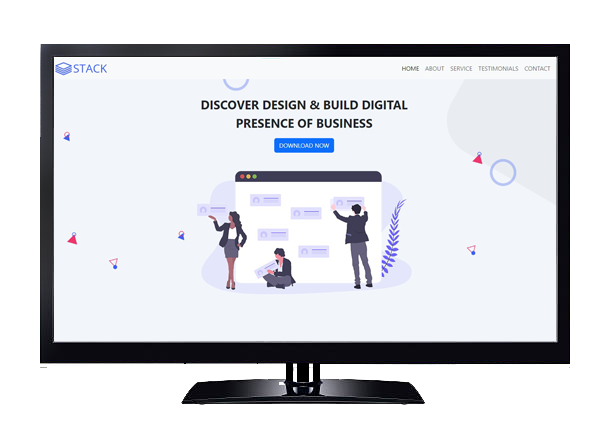 STACK
HOME ABOUT SERVICE TESTIMONIALS CONTACT
DISCOVER DESIGN & BUILD DIGITAL
PRESENCE OF BUSINESS
DOWNLOAD NOW